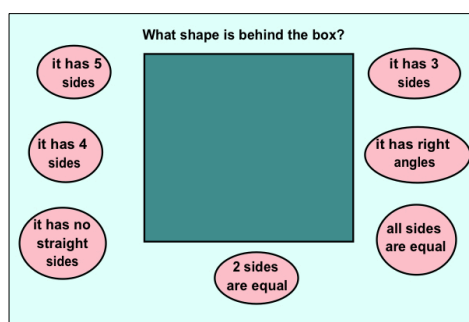 What shape is behind the box?
it has 5
sides
it has 4
sides
it has no
straight
sides
2 sides
are equal
it has 3
sides
it has right
angles
all sides
are equal